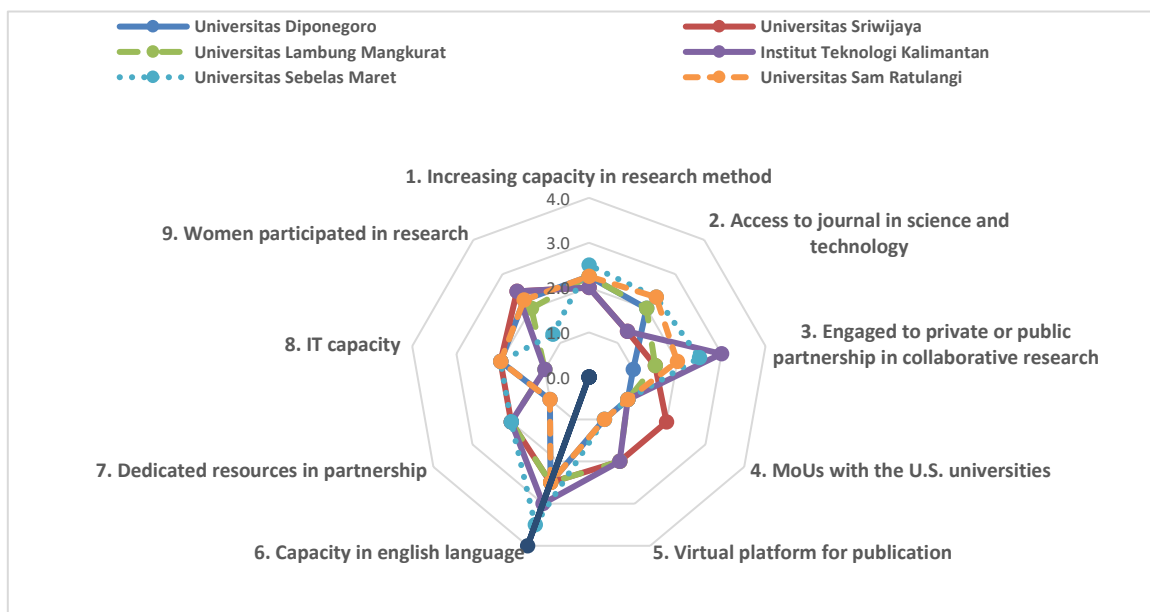 Universitas Diponegoro
Universitas Sriwijaya
Universitas Lambung Mangkurat
Institut Teknologi Kalimantan
Universitas Sebelas Maret
Universitas Sam Ratulangi
1. Increasing capacity in research method
4.0
2. Access to journal in science and
technology
9. Women participated in research
3.0
2.0
3. Engaged to private or public
partnership in collaborative research
8. IT capacity
1.0
0.0
7. Dedicated resources in partnership
4. MoUs with the U.S. universities
6. Capacity in english language
5. Virtual platform for publication